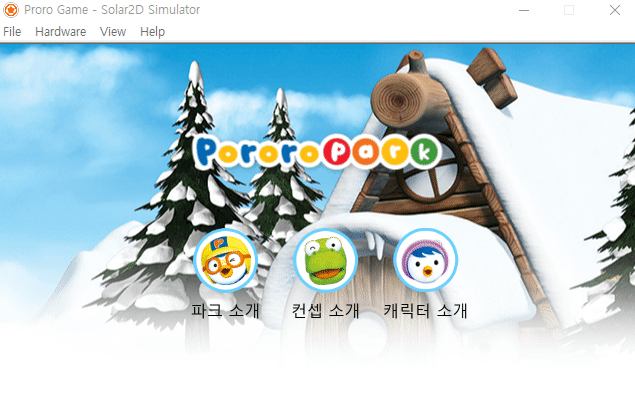 Proro Game - Solar2D Simulator
File Hardware View Help
PororoPark
파크 소개 컨셉 소개 캐릭터 소개